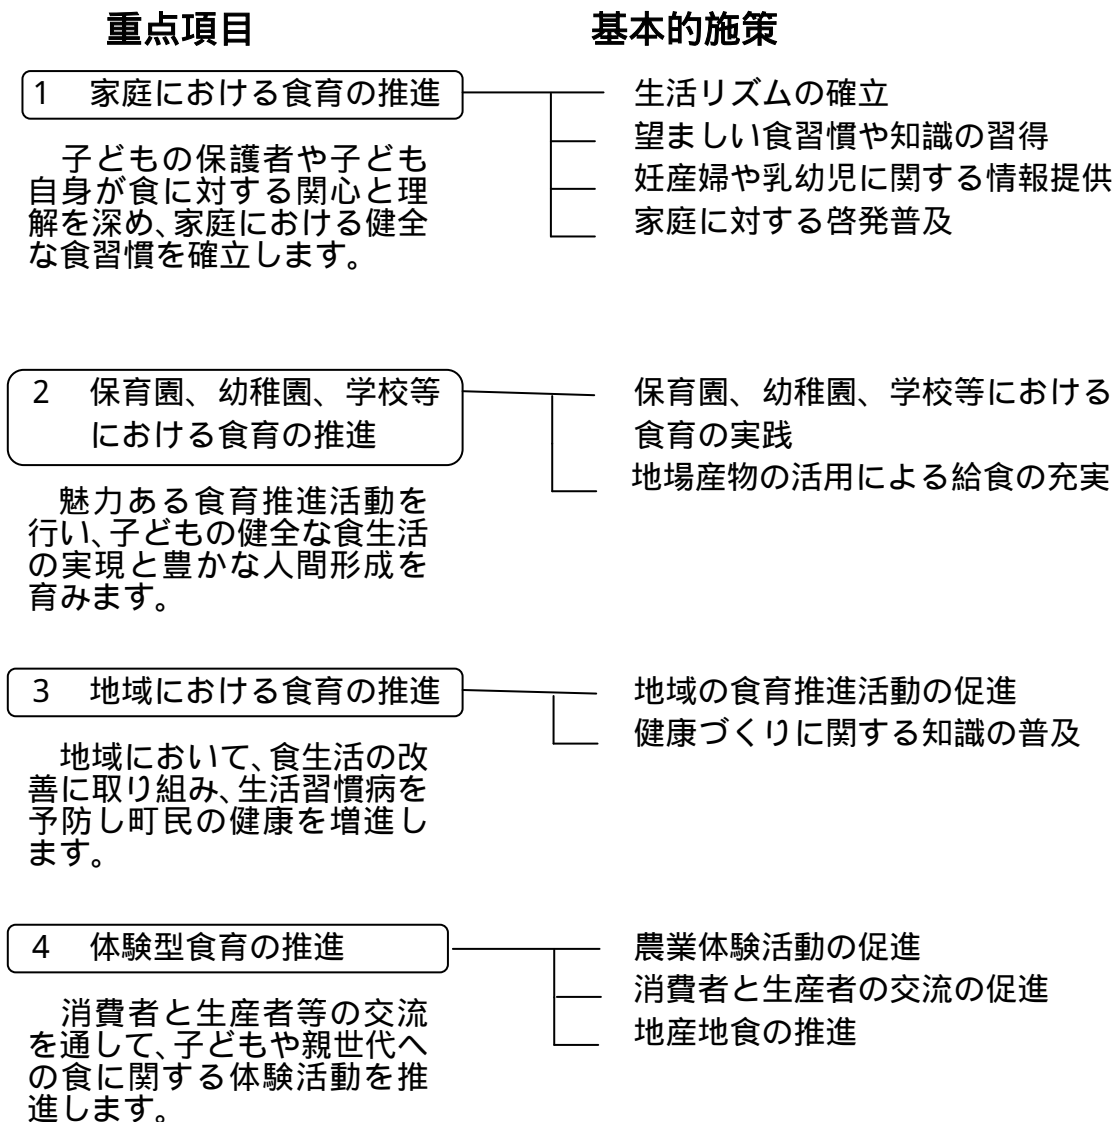 重点項目
基本的施策
1 家庭における食育の推進
子どもの保護者や子ども
自身が食に対する関心と理
解を深め、家庭における健全
な食習慣を確立します。
生活リズムの確立
望ましい食習慣や知識の習得
妊産婦や乳幼児に関する情報提供
家庭に対する啓発普及
2 保育園、幼稚園、学校等
における食育の推進
魅力ある食育推進活動を
行い、子どもの健全な食生活
の実現と豊かな人間形成を
育みます。
保育園、幼稚園、学校等における
食育の実践
地場産物の活用による給食の充実
3 地域における食育の推進
地域において、食生活の改
善に取り組み、生活習慣病を
予防し町民の健康を増進し
ます。
地域の食育推進活動の促進
健康づくりに関する知識の普及
4 体験型食育の推進
消費者と生産者等の交流
を通して、子どもや親世代へ
の食に関する体験活動を推
進します。
農業体験活動の促進
消費者と生産者の交流の促進
地産地食の推進